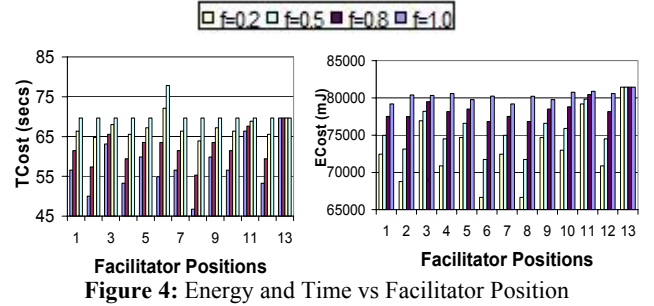 f=0.2 f=0.5 f=0.8 f=1.0
TCost (secs)
85
75
65
55
45
1 3 5 7 9 11 13
Facilitator Positions
ECost (mJ)
85000
80000
75000
70000
65000
1 2 3 4 5 6 7 8 9 10 11 12 13
Facilitator Positions
Figure 4: Energy and Time vs Facilitator Position